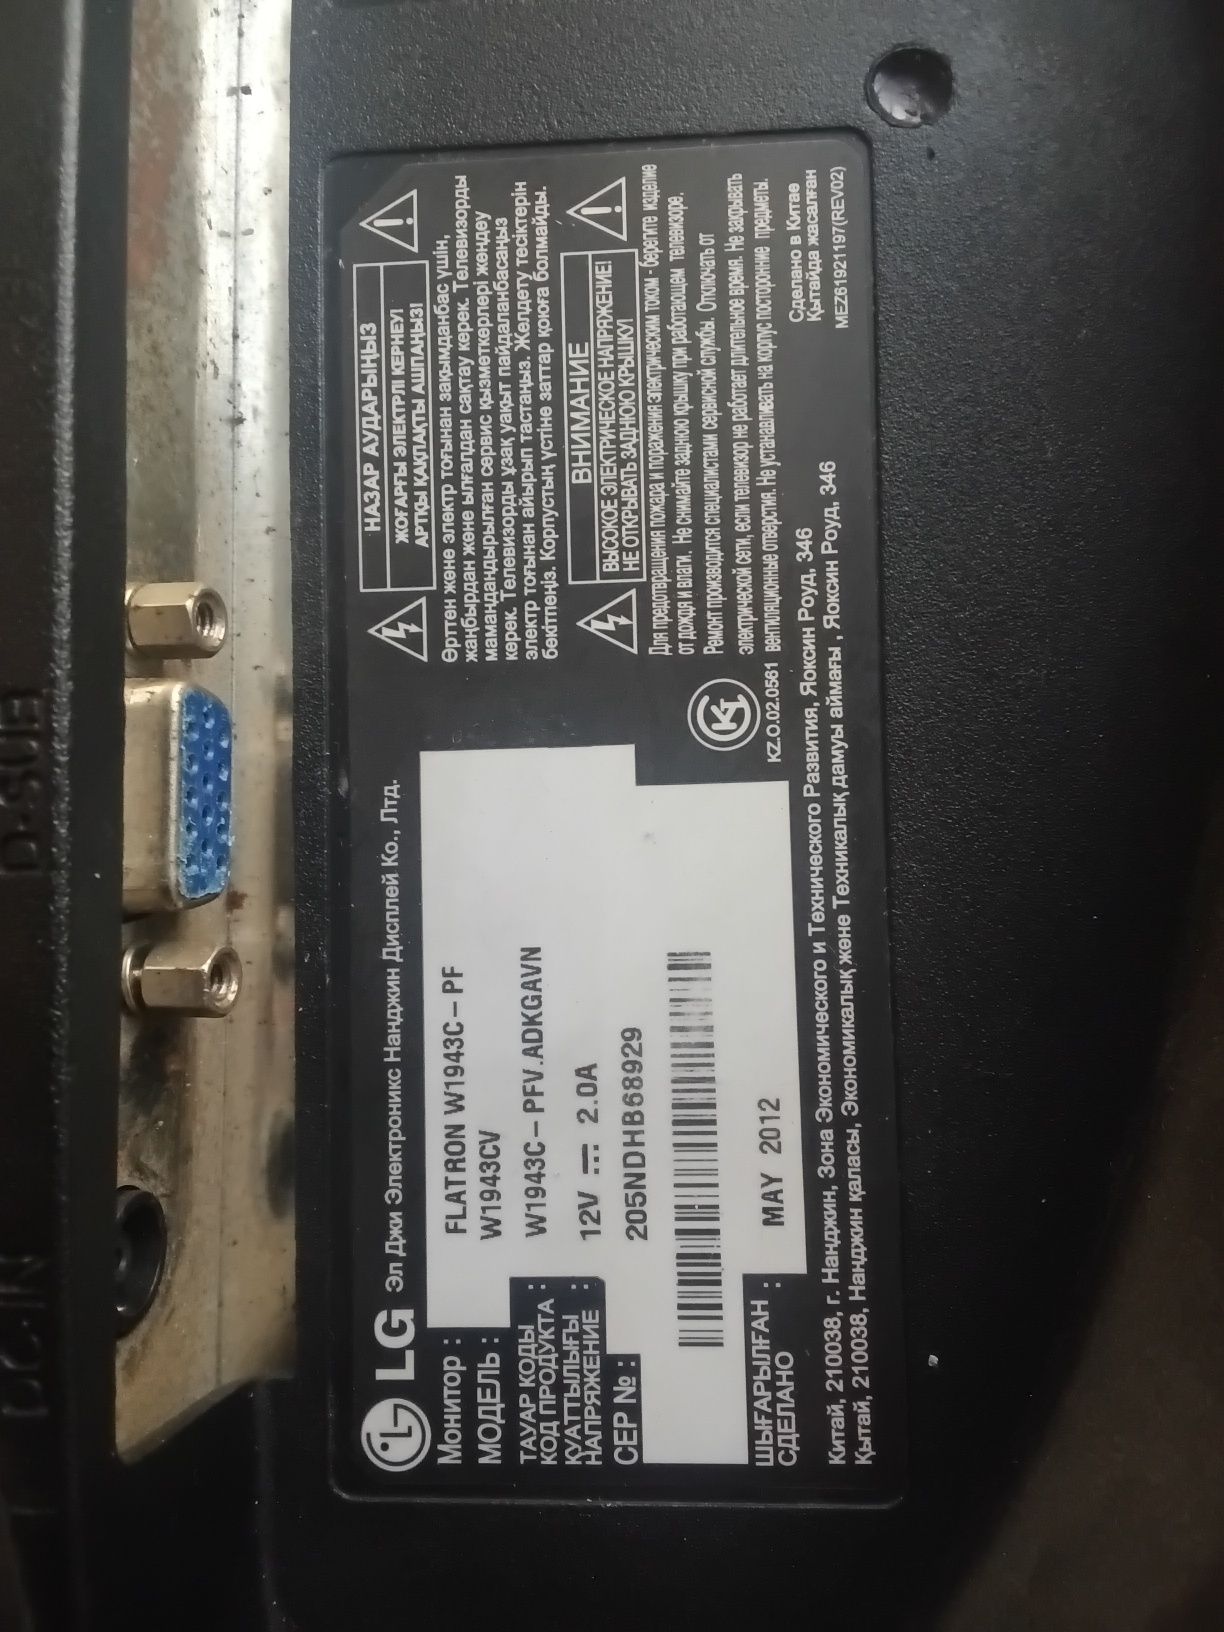 D-SUB
DC-IN
LG Эл Джи Электроникс Нанджин Дисплей Ко., Лтд.
Монитор : FLATRON W1943C-PF
МОДЕЛЬ : W1943CV
ТАУАР КОДЫ
КОД ПРОДУКТА : W1943C-PFV.ADKGAVN
ҚУАТТЫЛЫҒЫ
НАПРЯЖЕНИЕ : 12V 2.0A
СЕР № : 205NDHB68929
ШЫҒАРЫЛҒАН :
СДЕЛАНО
MAY 2012
Китай, 210038, г. Нанджин, Зона Экономического и Технического Развития, Яоксин Роуд, 346
Қытай, 210038, Нанджин қаласы, Экономикалық және Техникалық дамуы аймағы , Яоксин Роуд, 346
НАЗАР АУДАРЫҢЫЗ
ЖОҒАРҒЫ ЭЛЕКТРЛІ КЕРНЕУ!
АРТҚЫ ҚАҚПАҚТЫ АШПАҢЫЗ!
Өрттөн және электр тоғынан зақымданбас үшін,
жаңбырдан және ылғалдан сақтау керек. Телевизорды
мамандандырылған сервис қызметкерлері жөндеу
керек. Телевизорды ұзақ уақыт пайдаланбасаңыз
электр тоғынан айырып тастаңыз. Желдету тесіктерін
бекітпеңіз. Корпустың үстіне заттар қоюға болмайды.
ВНИМАНИЕ
ВЫСОКОЕ ЭЛЕКТРИЧЕСКОЕ НАПРЯЖЕНИЕ!
НЕ ОТКРЫВАТЬ ЗАДНЮЮ КРЫШКУ!
Для предотвращения пожара и поражения электрическим током - берегите изделие
от дождя и влаги. Не снимайте заднюю крышку при работающем телевизоре.
Ремонт производится специалистами сервисной службы. Отключать от
электрической сети, если телевизор не работает длительное время. Не закрывать
вентиляционные отверстия. Не устанавливать на корпус посторонние предметы.
KZ.O.02.0561
Сделано в Китае
Қытайда жасалған
MEZ61921197(REV02)